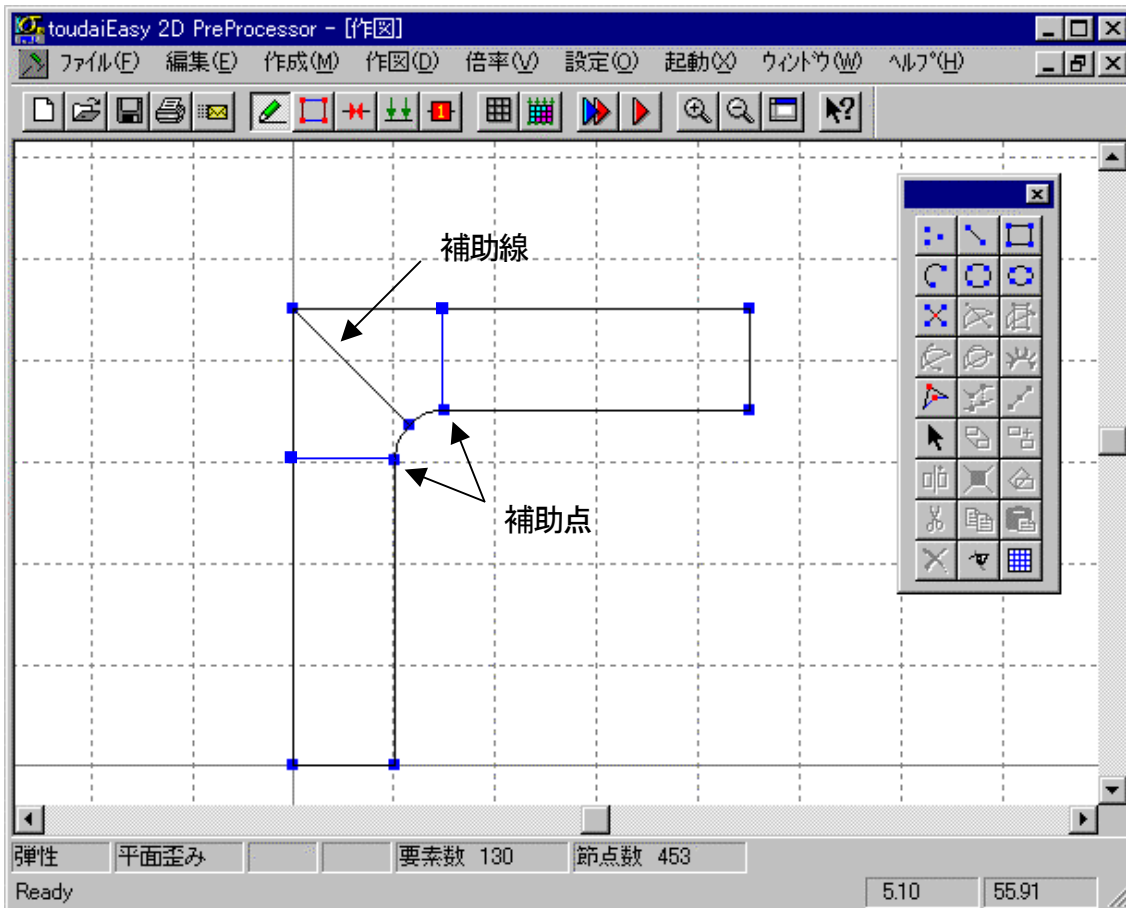 toudaiEasy 2D PreProcessor - [作図]
ファイル(F) 編集(E) 作成(M) 作図(D) 倍率(V) 設定(O) 起動(X) ウィンドウ(W) ヘルプ(H)
1
?
補助線
補助点
弾性 平面歪み 要素数 130 節点数 453
Ready 5.10 55.91